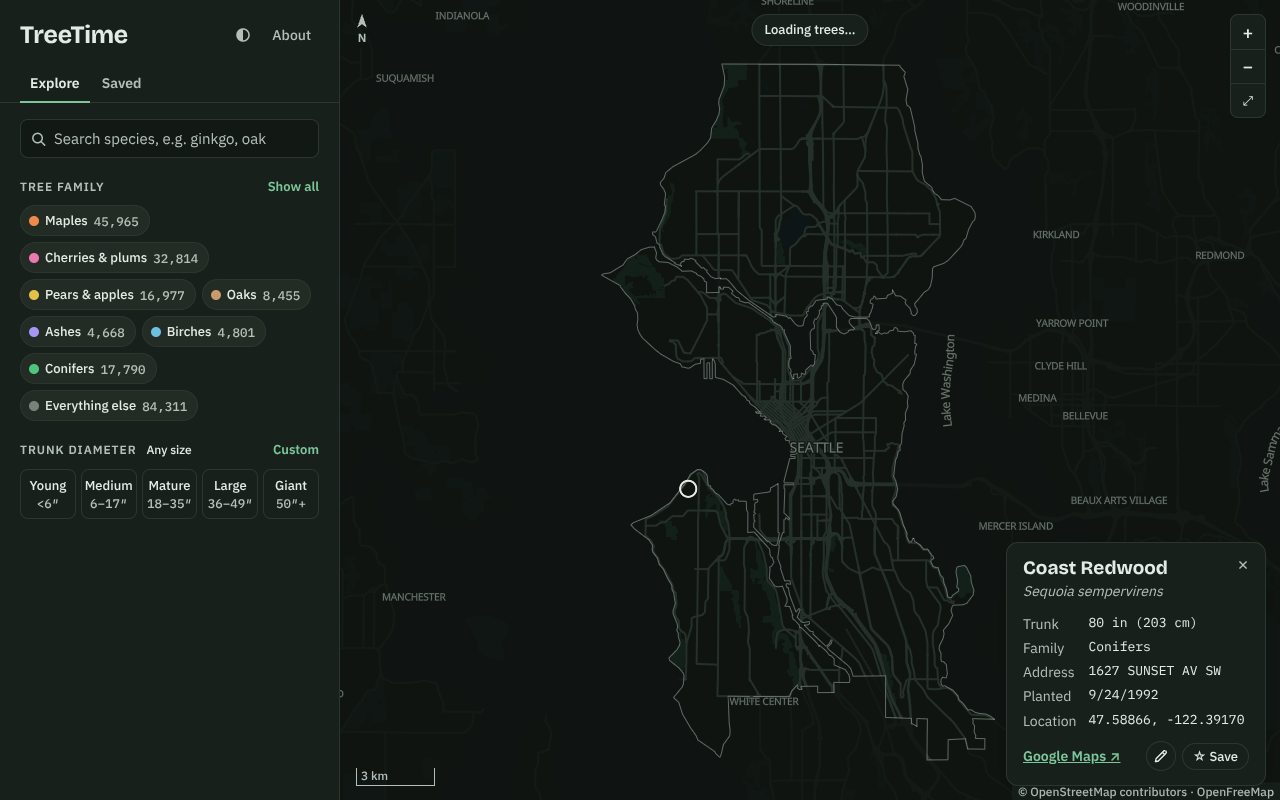 TreeTime
About
Explore
Saved
Search species, e.g. ginkgo, oak
TREE FAMILY
Show all
Maples 45,965
Cherries & plums 32,814
Pears & apples 16,977
Oaks 8,455
Ashes 4,668
Birches 4,801
Conifers 17,790
Everything else 84,311
TRUNK DIAMETER Any size
Custom
Young
<6″
Medium
6–17″
Mature
18–35″
Large
36–49″
Giant
50″+
N
Loading trees…
+
−
INDIANOLA
SHORELINE
WOODINVILLE
SUQUAMISH
KIRKLAND
REDMOND
YARROW POINT
CLYDE HILL
MEDINA
BELLEVUE
Lake Washington
SEATTLE
BEAUX ARTS VILLAGE
MERCER ISLAND
MANCHESTER
WHITE CENTER
3 km
Coast Redwood
×
Sequoia sempervirens
Trunk 80 in (203 cm)
Family Conifers
Address 1627 SUNSET AV SW
Planted 9/24/1992
Location 47.58866, -122.39170
Google Maps ↗
☆ Save
© OpenStreetMap contributors · OpenFreeMap